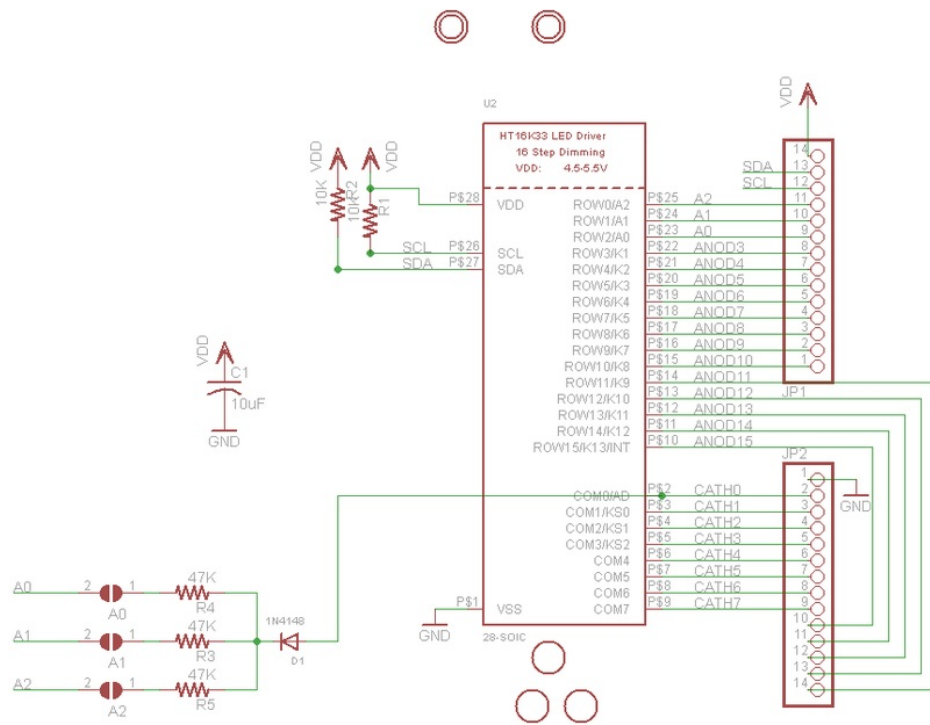 U2
HT16K33 LED Driver
16 Step Dimming
VDD: 4.5-5.5V
VDD
VDD
10K
R2
10K
R1
P$28
VDD
SCL
P$26
SCL
SDA
P$27
SDA
ROW0/A2
P$25
A2
ROW1/A1
P$24
A1
ROW2/A0
P$23
A0
ROW3/K1
P$22
ANOD3
ROW4/K2
P$21
ANOD4
ROW5/K3
P$20
ANOD5
ROW6/K4
P$19
ANOD6
ROW7/K5
P$18
ANOD7
ROW8/K6
P$17
ANOD8
ROW9/K7
P$16
ANOD9
ROW10/K8
P$15
ANOD10
ROW11/K9
P$14
ANOD11
ROW12/K10
P$13
ANOD12
ROW13/K11
P$12
ANOD13
ROW14/K12
P$11
ANOD14
ROW15/K13/INT
P$10
ANOD15
COM0/AD
P$2
CATH0
COM1/KS0
P$3
CATH1
COM2/KS1
P$4
CATH2
COM3/KS2
P$5
CATH3
COM4
P$6
CATH4
COM5
P$7
CATH5
COM6
P$8
CATH6
COM7
P$9
CATH7
P$1
VSS
GND
28-SOIC
VDD
SDA
SCL
14
13
12
11
10
9
8
7
6
5
4
3
2
1
JP1
JP2
1
2
3
4
5
6
7
8
9
10
11
12
13
14
GND
VDD
C1
10uF
GND
A0
2
1
A0
47K
R4
A1
2
1
A1
47K
R3
A2
2
1
A2
47K
R5
1N4148
D1